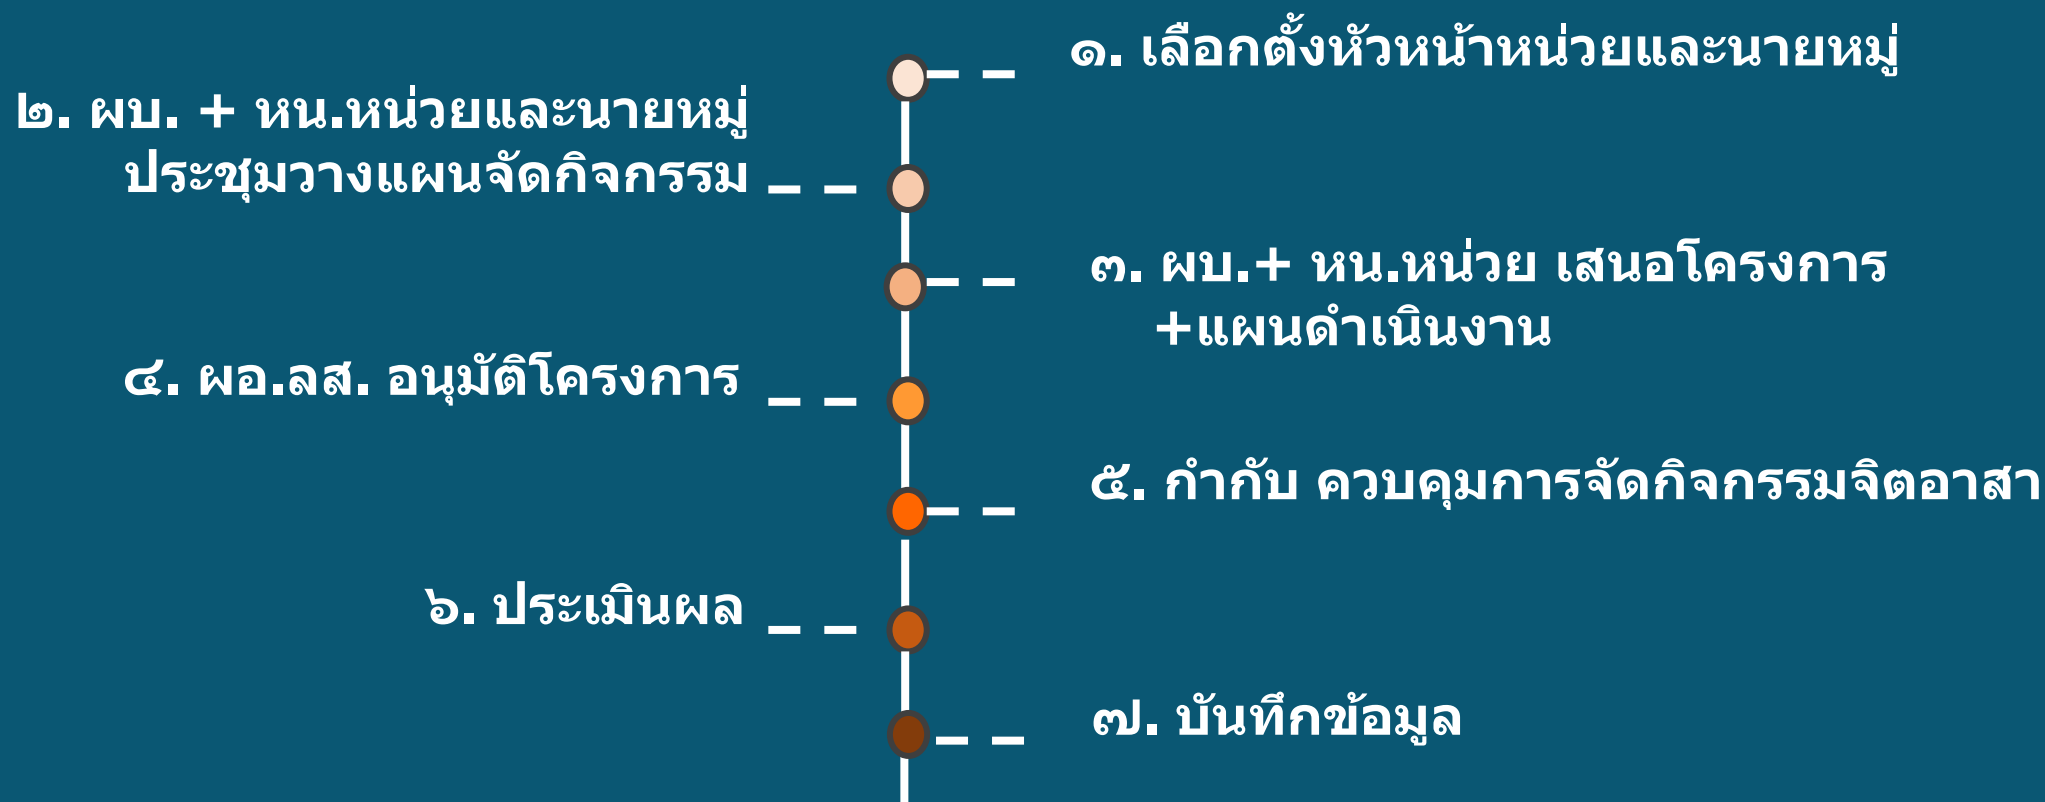 ๑. เลือกตั้งหัวหน้าหน่วยและนายหมู่
๒. ผบ. + หน.หน่วยและนายหมู่
ประชุมวางแผนจัดกิจกรรม
๓. ผบ.+ หน.หน่วย เสนอโครงการ
+แผนดำเนินงาน
๔. ผอ.ลส. อนุมัติโครงการ
๕. กำกับ ควบคุมการจัดกิจกรรมจิตอาสา
๖. ประเมินผล
๗. บันทึกข้อมูล